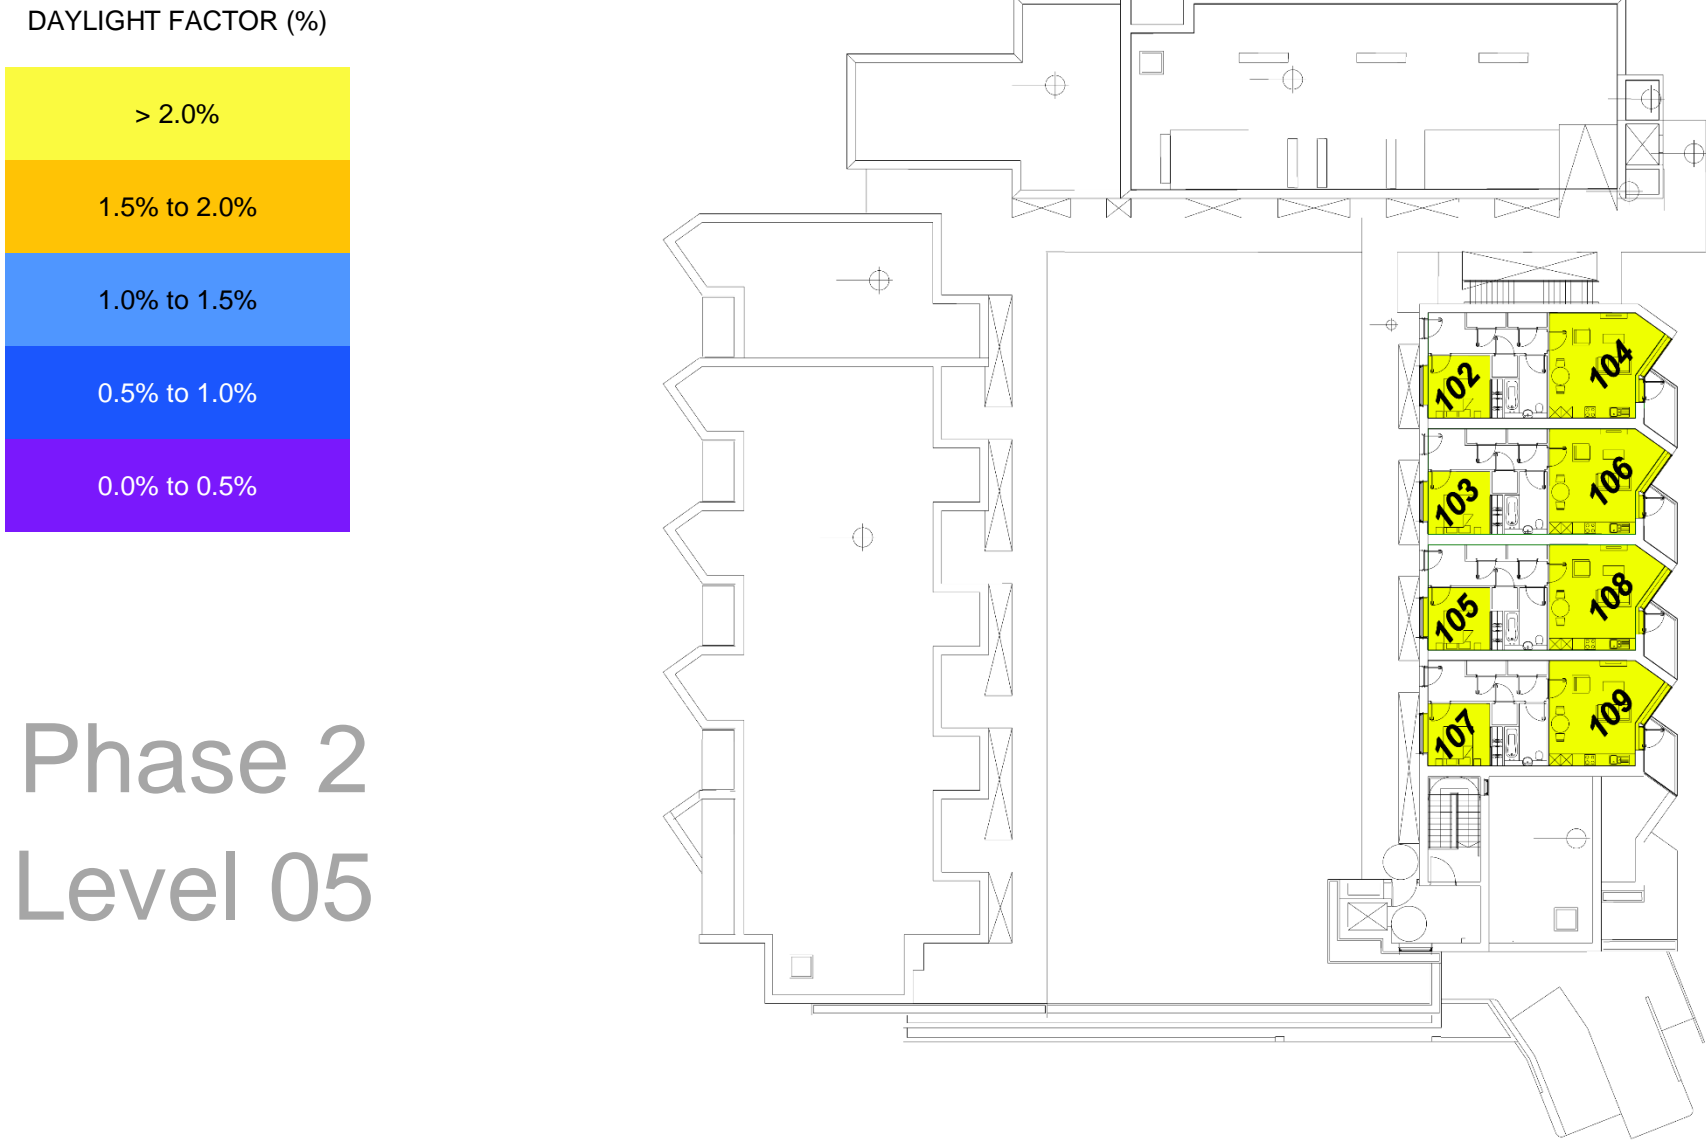 DAYLIGHT FACTOR (%)
> 2.0%
1.5% to 2.0%
1.0% to 1.5%
0.5% to 1.0%
0.0% to 0.5%
Phase 2
Level 05
102
104
103
106
105
108
107
109